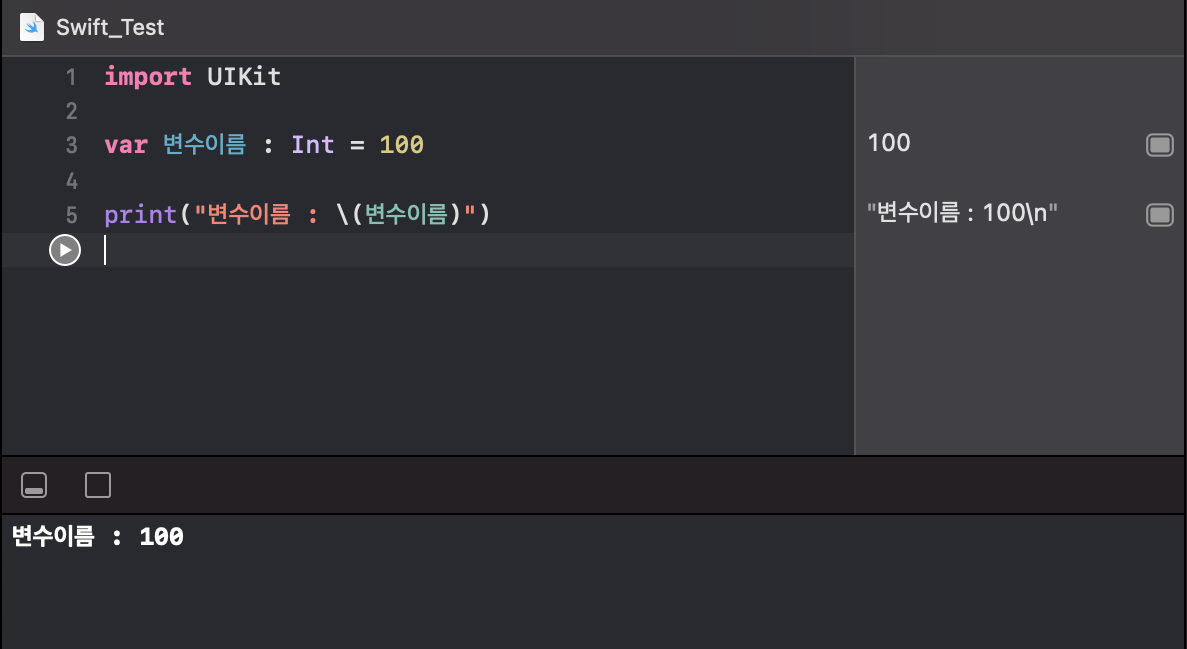 Swift_Test
1 import UIKit
2
3 var 변수이름 : Int = 100
100
4
5 print("변수이름 : \(변수이름)")
"변수이름 : 100\n"
변수이름 : 100